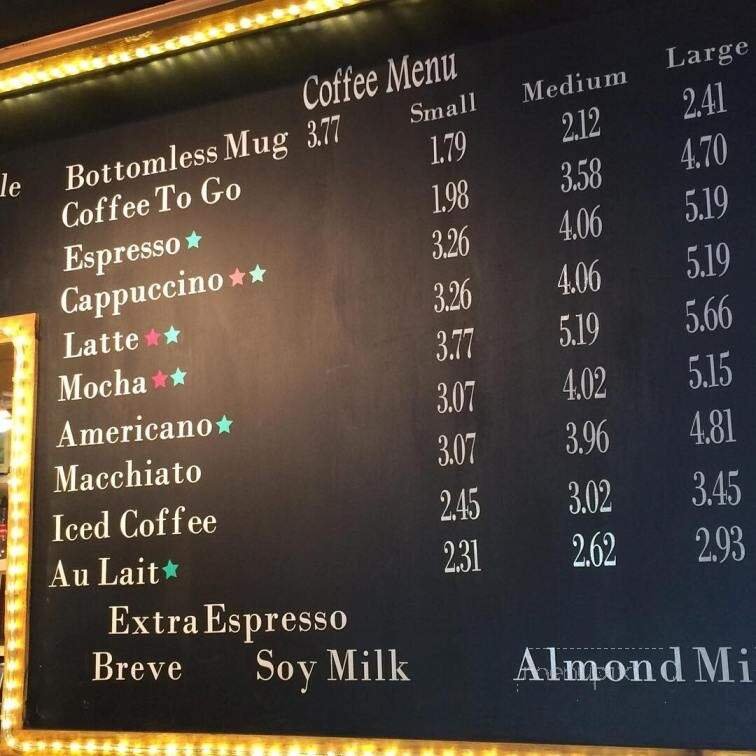 Coffee Menu
Small Medium Large
Bottomless Mug 3.77
le
Coffee To Go 1.79 2.12 2.41
Espresso 1.98 3.58 4.70
Cappuccino 3.26 4.06 5.19
Latte 3.26 4.06 5.19
Mocha 3.77 5.19 5.66
Americano 3.07 4.02 5.15
Macchiato 3.07 3.96 4.81
Iced Coffee 2.45 3.02 3.45
Au Lait 2.31 2.62 2.93
Extra Espresso
Breve Soy Milk Almond Mi